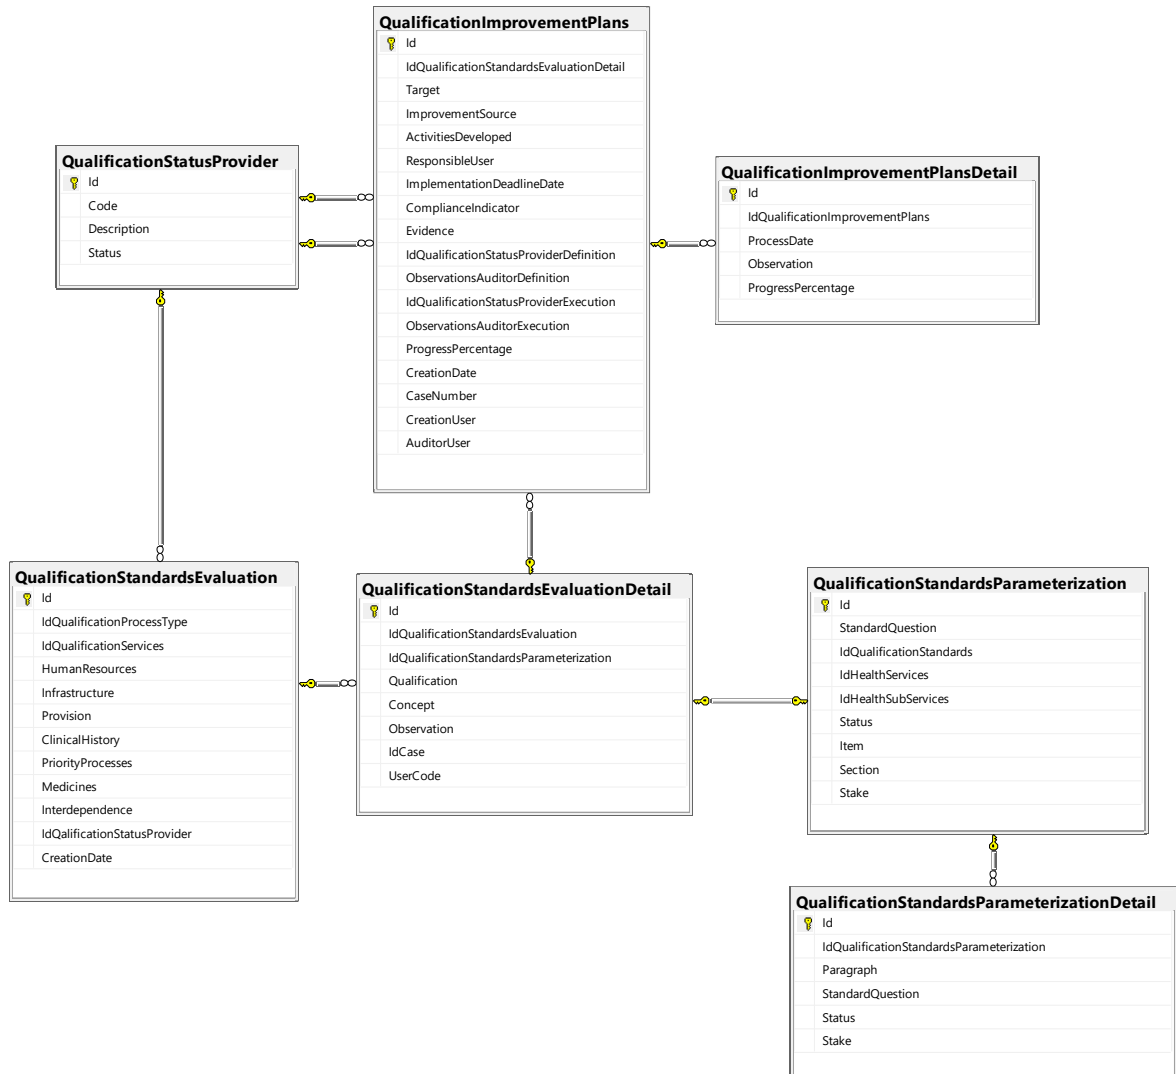 QualificationImprovementPlans
Id
IdQualificationStandardsEvaluationDetail
Target
ImprovementSource
ActivitiesDeveloped
ResponsibleUser
ImplementationDeadlineDate
ComplianceIndicator
Evidence
IdQualificationStatusProviderDefinition
ObservationsAuditorDefinition
IdQualificationStatusProviderExecution
ObservationsAuditorExecution
ProgressPercentage
CreationDate
CaseNumber
CreationUser
AuditorUser
QualificationStatusProvider
Id
Code
Description
Status
QualificationImprovementPlansDetail
Id
IdQualificationImprovementPlans
ProcessDate
Observation
ProgressPercentage
QualificationStandardsEvaluation
Id
IdQualificationProcessType
IdQualificationServices
HumanResources
Infrastructure
Provision
ClinicalHistory
PriorityProcesses
Medicines
Interdependence
IdQalificationStatusProvider
CreationDate
QualificationStandardsEvaluationDetail
Id
IdQualificationStandardsEvaluation
IdQualificationStandardsParameterization
Qualification
Concept
Observation
IdCase
UserCode
QualificationStandardsParameterization
Id
StandardQuestion
IdQualificationStandards
IdHealthServices
IdHealthSubServices
Status
Item
Section
Stake
QualificationStandardsParameterizationDetail
Id
IdQualificationStandardsParameterization
Paragraph
StandardQuestion
Status
Stake